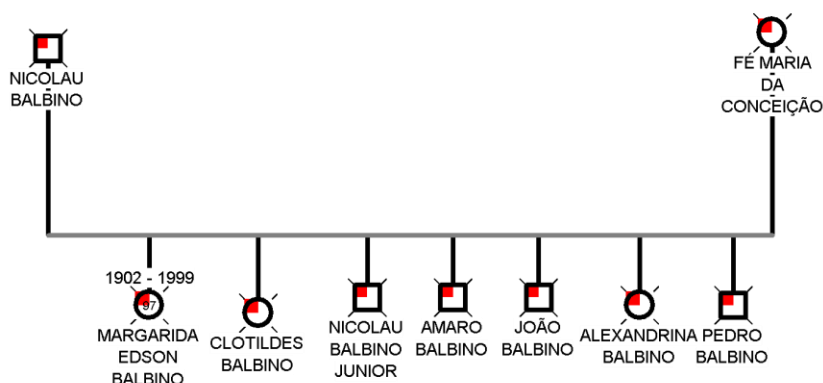 NICOLAU
BALBINO
FÉ MARIA
DA
CONCEIÇÃO
1902 - 1999
97
MARGARIDA
EDSON
BALBINO
CLOTILDES
BALBINO
NICOLAU
BALBINO
JUNIOR
AMARO
BALBINO
JOÃO
BALBINO
ALEXANDRINA
BALBINO
PEDRO
BALBINO